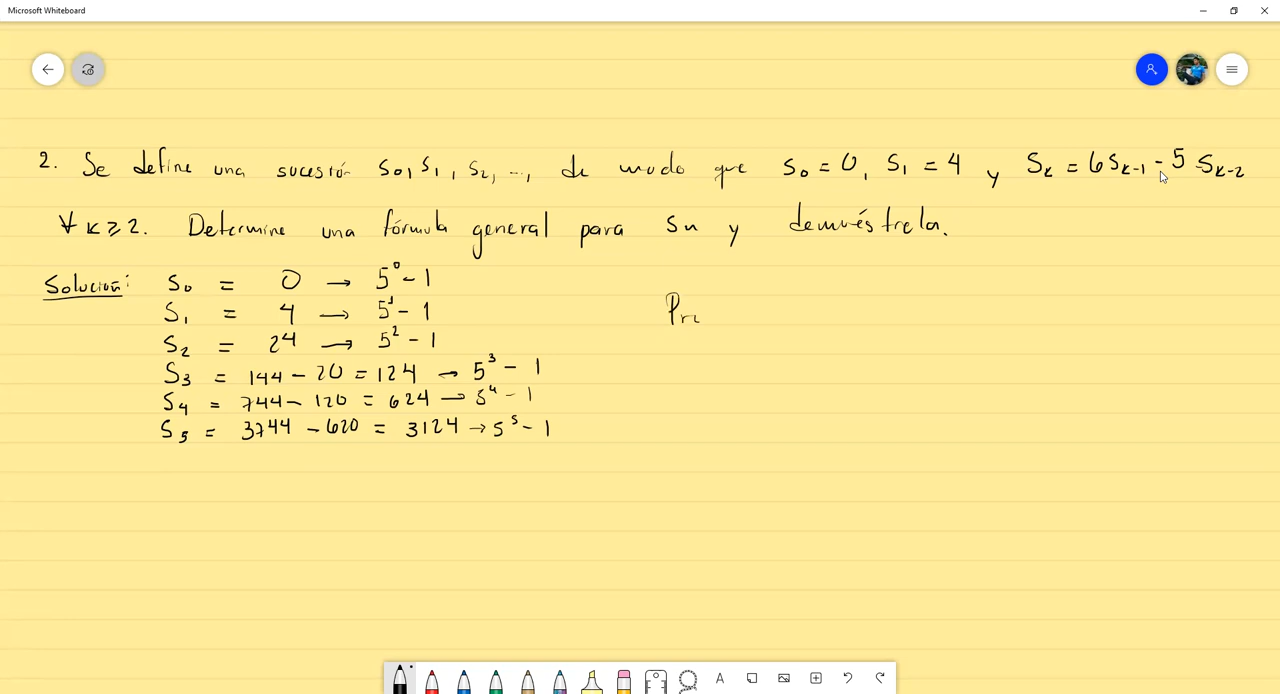 Microsoft Whiteboard
2. Se define una sucesión s₀, s₁, s₂, ..., de modo que s₀ = 0, s₁ = 4 y sₖ = 6sₖ₋₁ - 5 · sₖ₋₂
∀ k ≥ 2. Determine una fórmula general para sₙ y demuéstrela.
Solución:
s₀ = 0 → 5⁰ - 1
s₁ = 4 → 5¹ - 1
s₂ = 24 → 5² - 1
s₃ = 144 - 20 = 124 → 5³ - 1
s₄ = 744 - 120 = 624 → 5⁴ - 1
s₅ = 3744 - 620 = 3124 → 5⁵ - 1
Pr
A